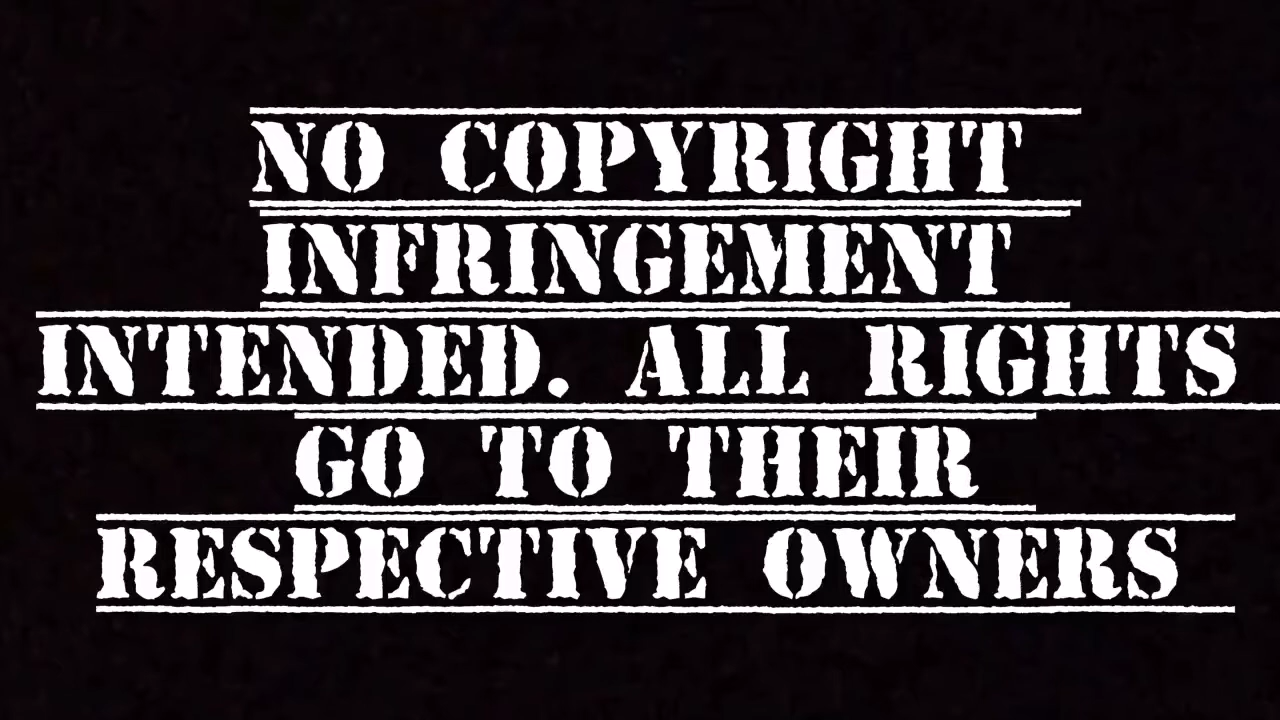 NO COPYRIGHT
INFRINGEMENT
INTENDED. ALL RIGHTS
GO TO THEIR
RESPECTIVE OWNERS